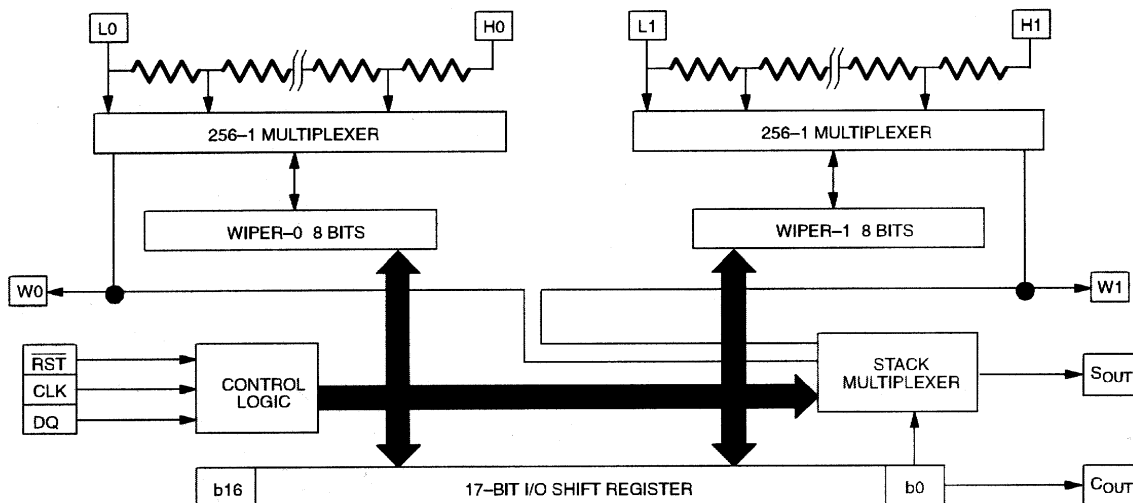 L0
H0
L1
H1
256–1 MULTIPLEXER
256–1 MULTIPLEXER
WIPER–0 8 BITS
WIPER–1 8 BITS
W0
W1
RST
CLK
DQ
CONTROL
LOGIC
STACK
MULTIPLEXER
SOUT
b16
17–BIT I/O SHIFT REGISTER
b0
COUT